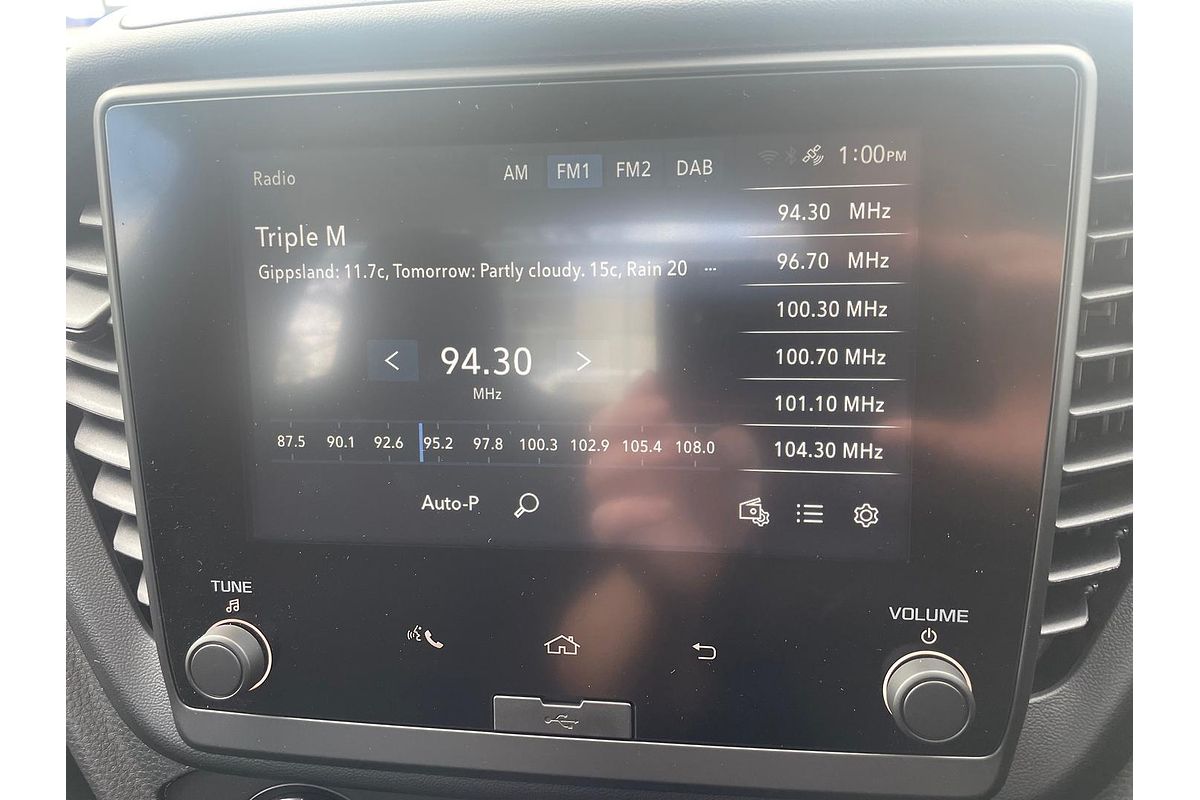 Radio
AM FM1 FM2 DAB
1:00PM
Triple M
Gippsland: 11.7c, Tomorrow: Partly cloudy. 15c, Rain 20 ...
< 94.30 >
MHz
87.5 90.1 92.6 95.2 97.8 100.3 102.9 105.4 108.0
Auto-P
94.30 MHz
96.70 MHz
100.30 MHz
100.70 MHz
101.10 MHz
104.30 MHz
TUNE
VOLUME